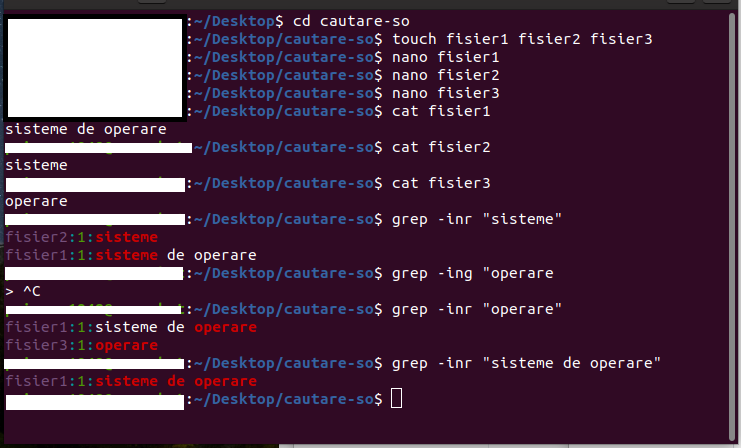 :~/Desktop$ cd cautare-so
:~/Desktop/cautare-so$ touch fisier1 fisier2 fisier3
:~/Desktop/cautare-so$ nano fisier1
:~/Desktop/cautare-so$ nano fisier2
:~/Desktop/cautare-so$ nano fisier3
:~/Desktop/cautare-so$ cat fisier1
sisteme de operare
~/Desktop/cautare-so$ cat fisier2
sisteme
:~/Desktop/cautare-so$ cat fisier3
operare
:~/Desktop/cautare-so$ grep -inr "sisteme"
fisier2:1:sisteme
fisier1:1:sisteme de operare
:~/Desktop/cautare-so$ grep -ing "operare
> ^C
:~/Desktop/cautare-so$ grep -inr "operare"
fisier1:1:sisteme de operare
fisier3:1:operare
:~/Desktop/cautare-so$ grep -inr "sisteme de operare"
fisier1:1:sisteme de operare
:~/Desktop/cautare-so$